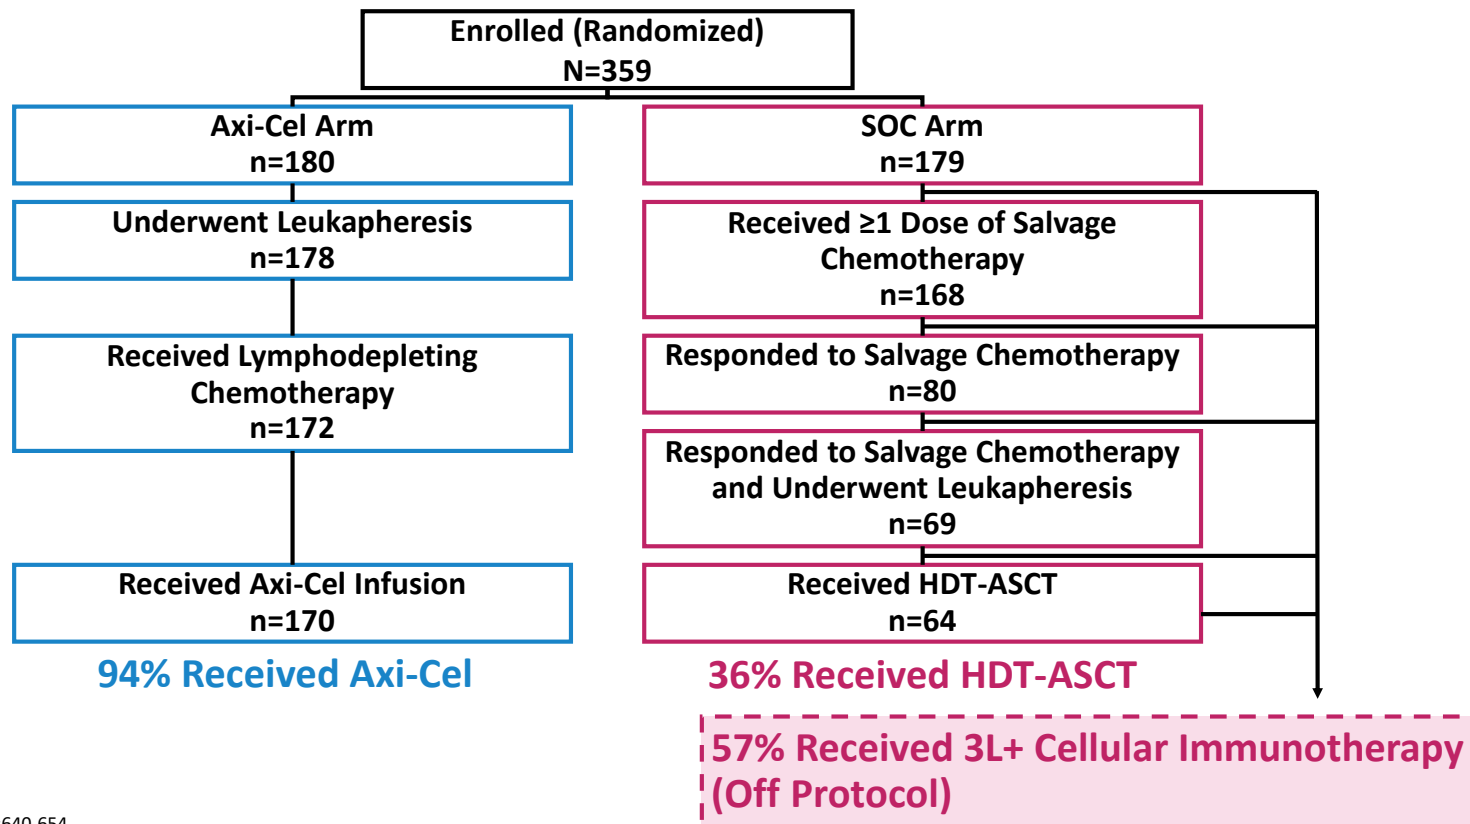 Enrolled (Randomized)
N=359
Axi-Cel Arm
n=180
SOC Arm
n=179
Underwent Leukapheresis
n=178
Received ≥1 Dose of Salvage
Chemotherapy
n=168
Received Lymphodepleting
Chemotherapy
n=172
Responded to Salvage Chemotherapy
n=80
Responded to Salvage Chemotherapy
and Underwent Leukapheresis
n=69
Received Axi-Cel Infusion
n=170
Received HDT-ASCT
n=64
94% Received Axi-Cel
36% Received HDT-ASCT
57% Received 3L+ Cellular Immunotherapy
(Off Protocol)
640-654